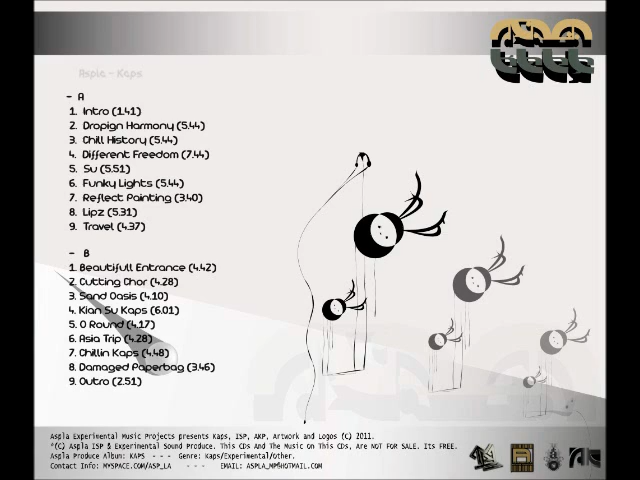 Aspla - Kaps
- A
1. Intro (1.41)
2. Dropign Harmony (5.44)
3. Chill History (5.44)
4. Different Freedom (7.44)
5. Su (5.51)
6. Funky Lights (5.44)
7. Reflect Painting (3.40)
8. Lipz (5.31)
9. Travel (4.37)
- B
1. Beautifull Entrance (4.42)
2. Cutting Chor (4.28)
3. Sand Oasis (4.10)
4. Kian Su Kaps (6.01)
5. O Round (4.17)
6. Asia Trip (4.28)
7. Chillin Kaps (4.48)
8. Damaged Paperbag (3.46)
9. Outro (2.51)
Aspla Experimental Music Projects presents Kaps, ISP, AKP, Artwork and Logos (C) 2011.
*(C) Aspla ISP & Experimental Sound Produce. This CDs And The Music On This CDs, Are NOT FOR SALE. Its FREE.
Aspla Produce Album: KAPS - - - Genre: Kaps/Experimental/Other.
Contact Info: MYSPACE.COM/ASP_LA - - - EMAIL: ASPLA_MP@HOTMAIL.COM